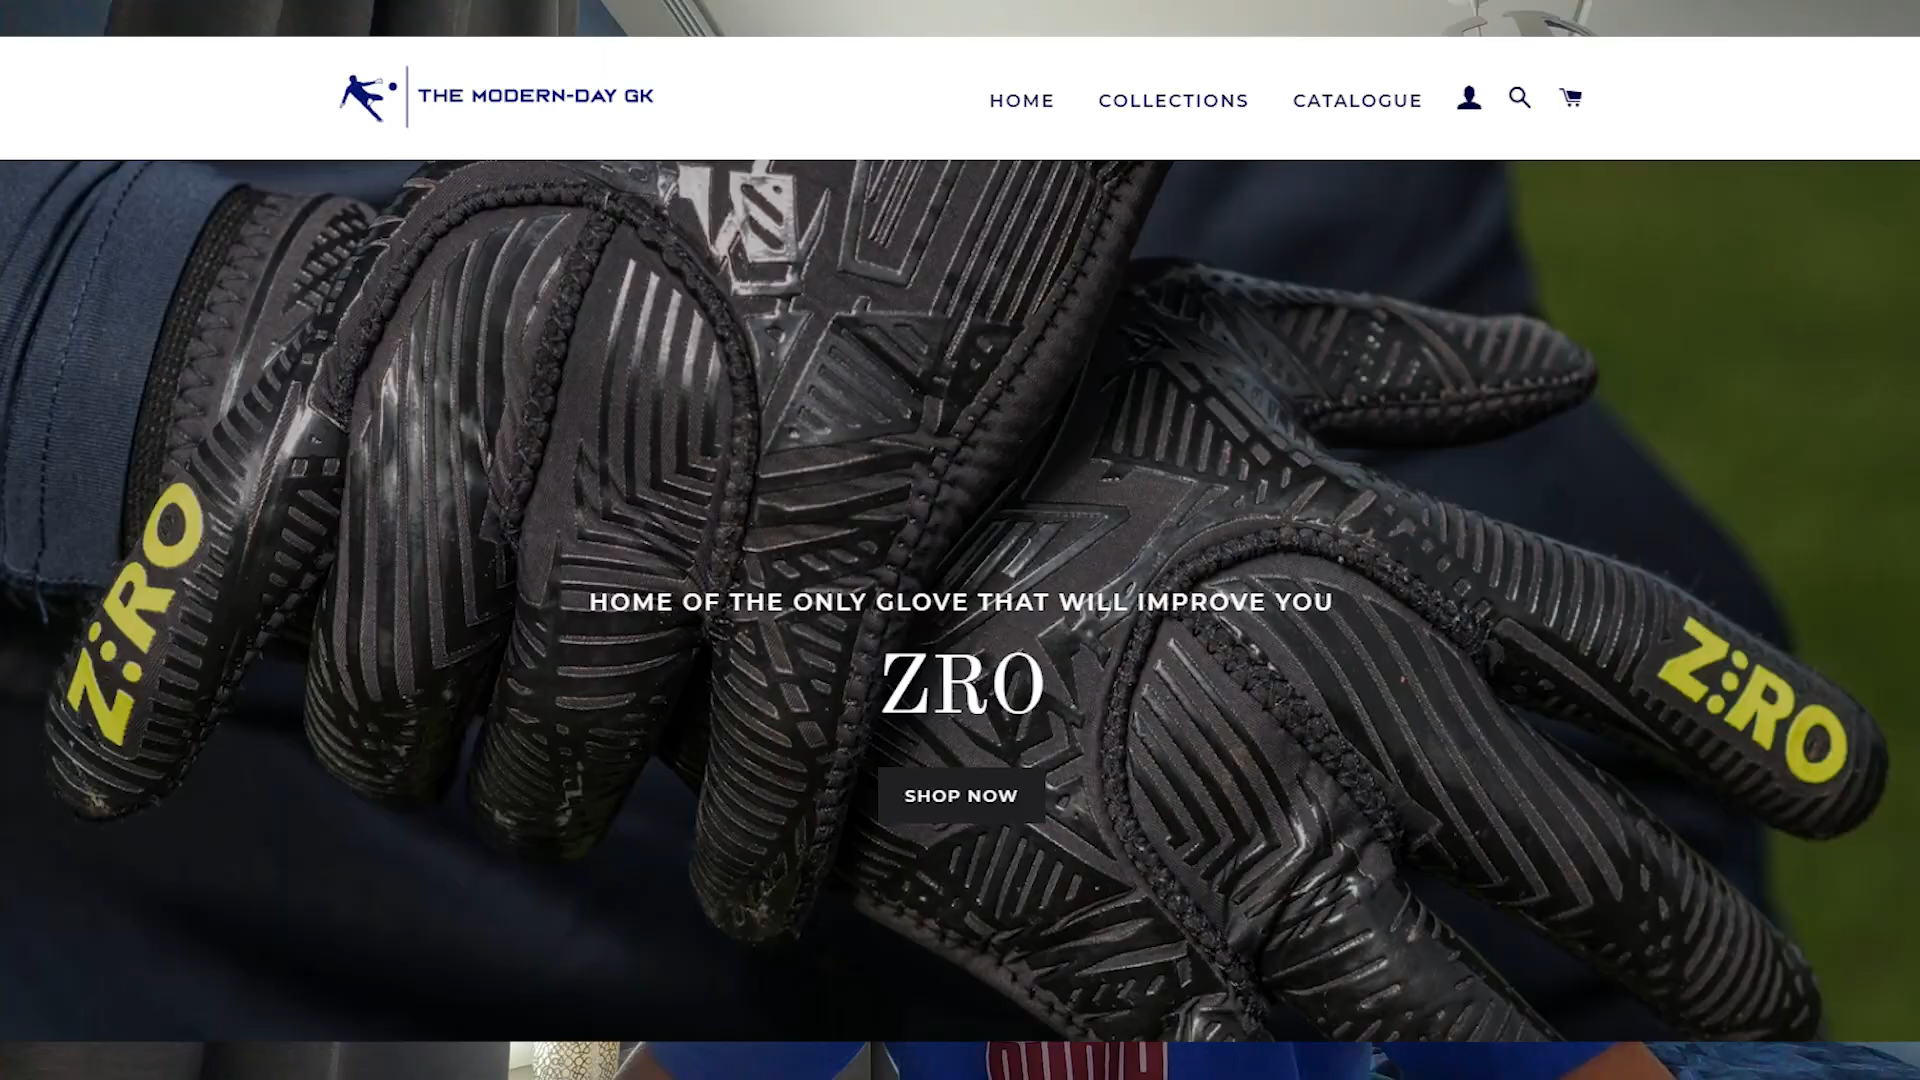 THE MODERN-DAY GK
HOME COLLECTIONS CATALOGUE
HOME OF THE ONLY GLOVE THAT WILL IMPROVE YOU
ZRO
SHOP NOW
Z:RO
Z:RO